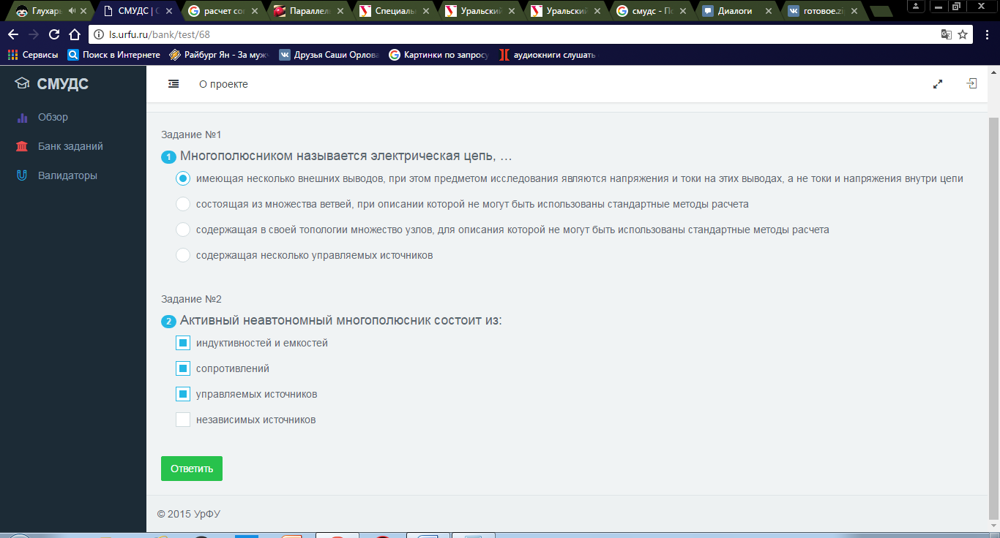 Глухарь
СМУДС | С
расчет сог
Параллел
Специаль
Уральский
Уральский
смудс - По
Диалоги
готовое.zi
ls.urfu.ru/bank/test/68
Сервисы
Поиск в Интернете
Райбург Ян - За муж
Друзья Саши Орлова
Картинки по запросу
аудиокниги слушать
СМУДС
О проекте
Обзор
Банк заданий
Валидаторы
Задание №1
1 Многополюсником называется электрическая цепь, …
имеющая несколько внешних выводов, при этом предметом исследования являются напряжения и токи на этих выводах, а не токи и напряжения внутри цепи
состоящая из множества ветвей, при описании которой не могут быть использованы стандартные методы расчета
содержащая в своей топологии множество узлов, для описания которой не могут быть использованы стандартные методы расчета
содержащая несколько управляемых источников
Задание №2
2 Активный неавтономный многополюсник состоит из:
индуктивностей и емкостей
сопротивлений
управляемых источников
независимых источников
Ответить
© 2015 УрФУ